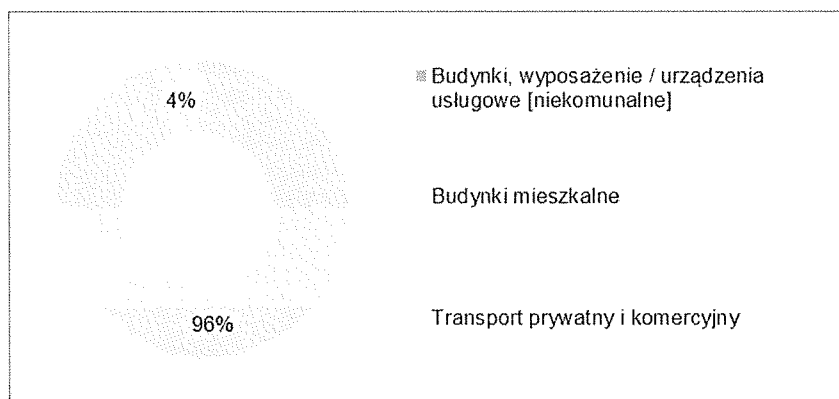 4%
96%
Budynki, wyposażenie / urządzenia
usługowe [niekomunalne]
Budynki mieszkalne
Transport prywatny i komercyjny